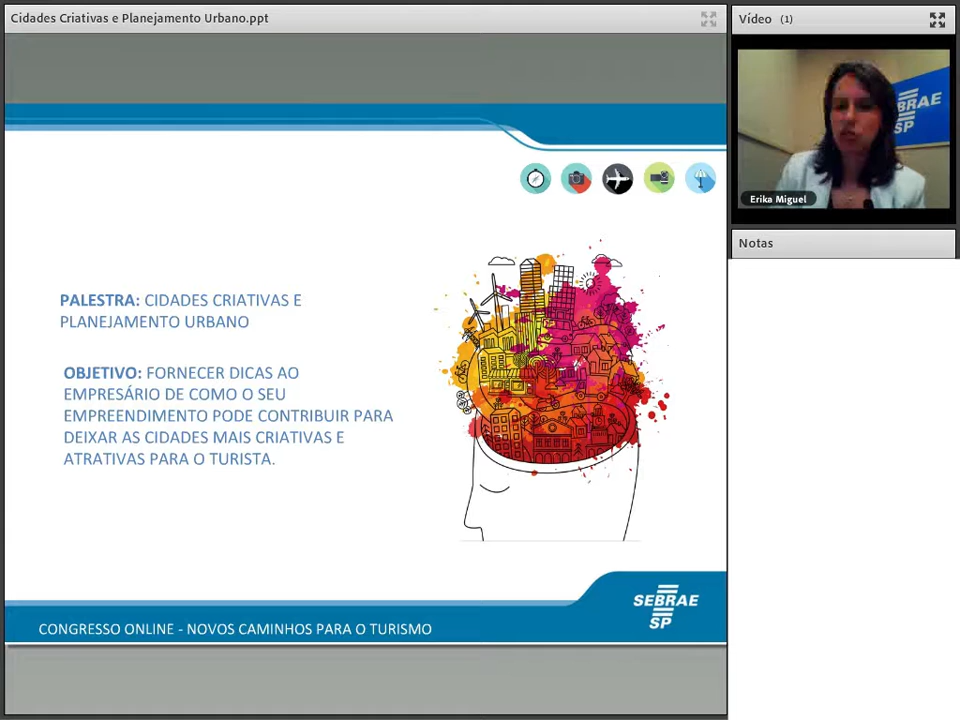 Cidades Criativas e Planejamento Urbano.ppt
Vídeo (1)
SEBRAE
SP
Erika Miguel
Notas
PALESTRA: CIDADES CRIATIVAS E
PLANEJAMENTO URBANO
OBJETIVO: FORNECER DICAS AO
EMPRESÁRIO DE COMO O SEU
EMPREENDIMENTO PODE CONTRIBUIR PARA
DEIXAR AS CIDADES MAIS CRIATIVAS E
ATRATIVAS PARA O TURISTA.
SEBRAE
SP
CONGRESSO ONLINE - NOVOS CAMINHOS PARA O TURISMO